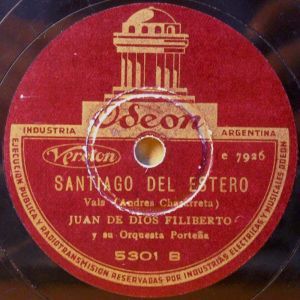 Odeon
INDUSTRIA ARGENTINA
Vorton e 7926
SANTIAGO DEL ESTERO
Vals (Andres Chazarreta)
JUAN DE DIOS FILIBERTO
y su Orquesta Porteña
5301 B
EJECUCION PUBLICA Y RADIOTRANSMISION RESERVADAS POR INDUSTRIAS ELECTRICAS Y MUSICALES ODEON